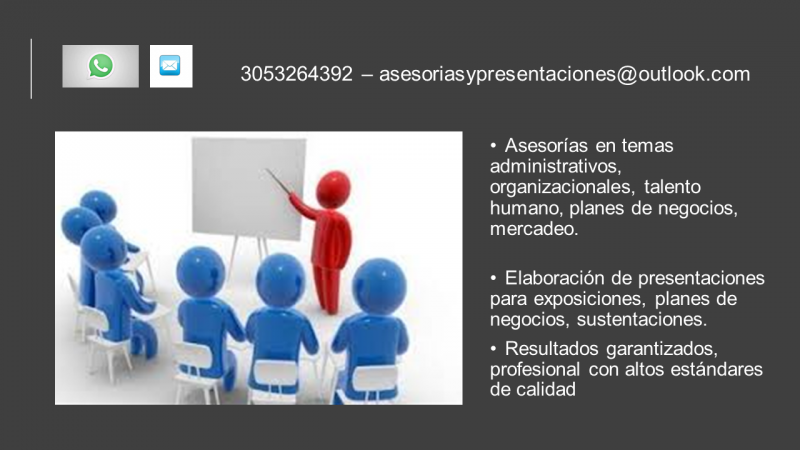 3053264392 – asesoriasypresentaciones@outlook.com
• Asesorías en temas
administrativos,
organizacionales, talento
humano, planes de negocios,
mercadeo.
• Elaboración de presentaciones
para exposiciones, planes de
negocios, sustentaciones.
• Resultados garantizados,
profesional con altos estándares
de calidad